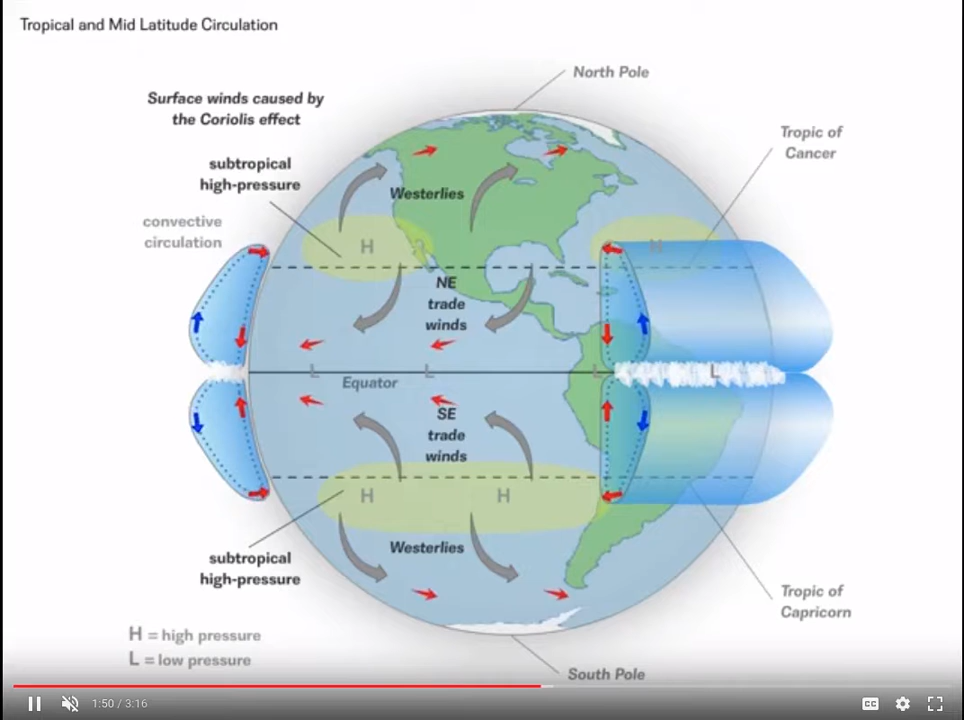 Tropical and Mid Latitude Circulation
North Pole
Surface winds caused by
the Coriolis effect
Tropic of
Cancer
subtropical
high-pressure
Westerlies
convective
circulation
H
H
NE
trade
winds
L
L
L
L
Equator
SE
trade
winds
H
H
Westerlies
subtropical
high-pressure
Tropic of
Capricorn
H = high pressure
L = low pressure
South Pole
1:50 / 3:16
CC